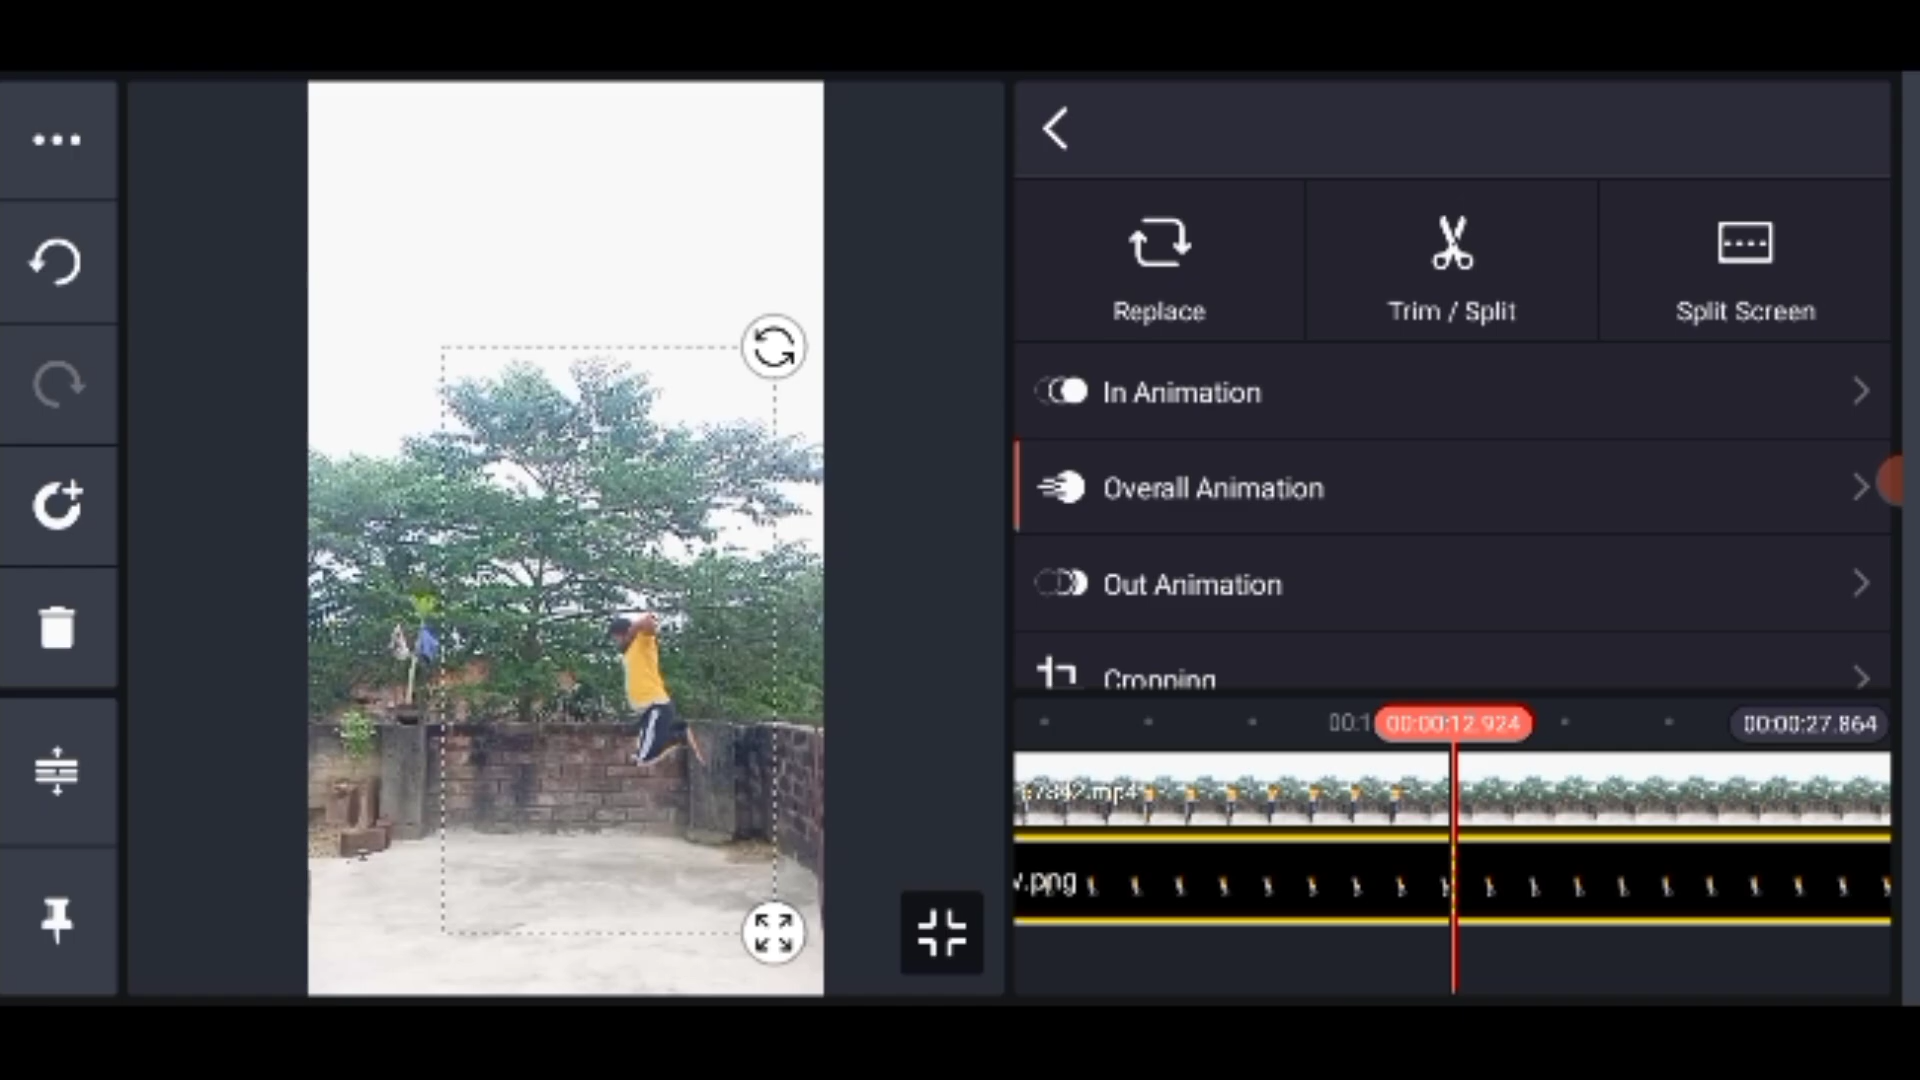 Replace
Trim / Split
Split Screen
In Animation
Overall Animation
Out Animation
Cropping
00:1
00:00:12.924
00:00:27.864
.mp4
.png